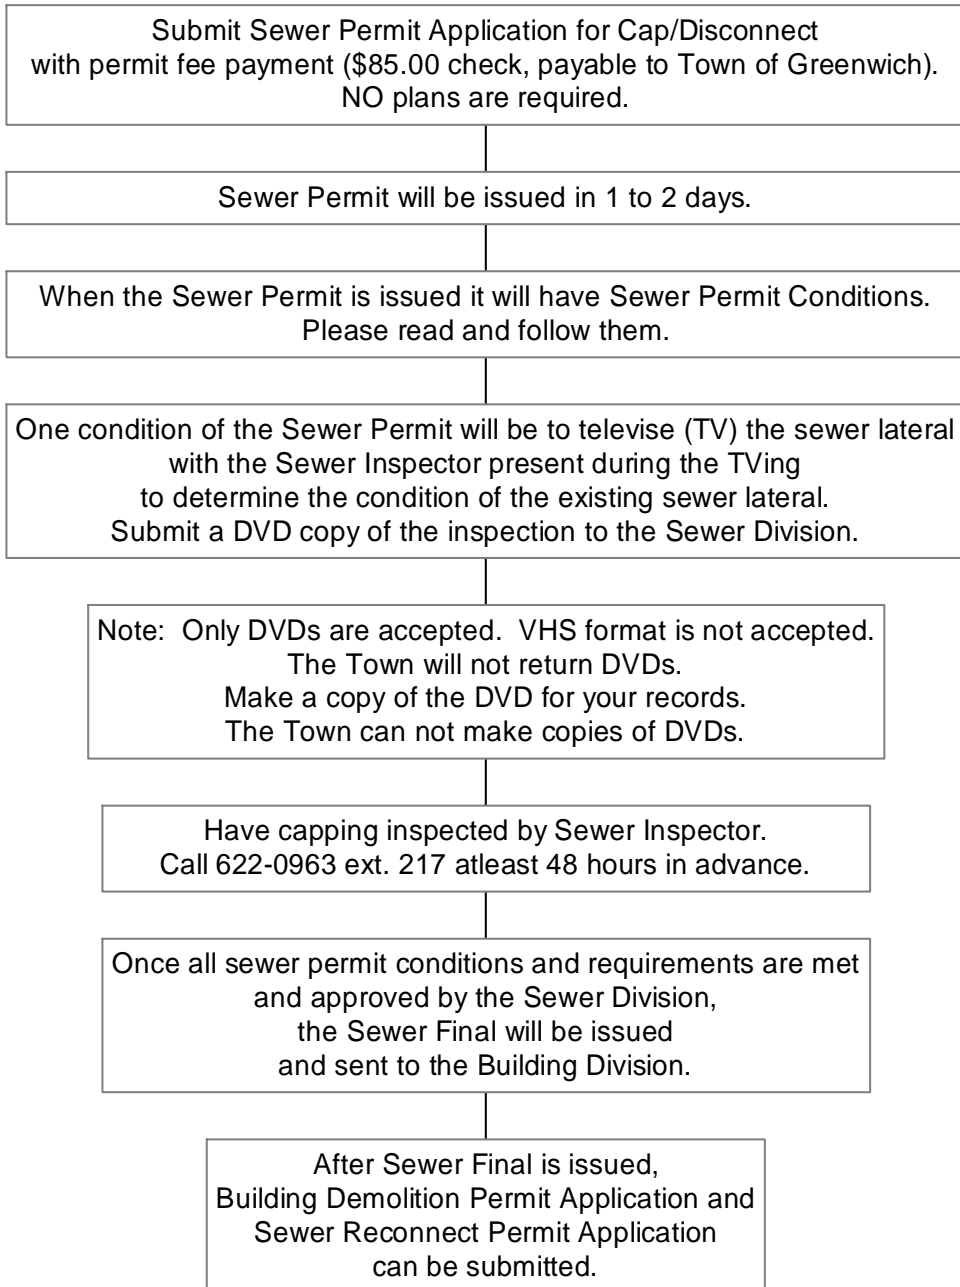 Submit Sewer Permit Application for Cap/Disconnect
with permit fee payment ($85.00 check, payable to Town of Greenwich).
NO plans are required.
Sewer Permit will be issued in 1 to 2 days.
When the Sewer Permit is issued it will have Sewer Permit Conditions.
Please read and follow them.
One condition of the Sewer Permit will be to televise (TV) the sewer lateral
with the Sewer Inspector present during the TVing
to determine the condition of the existing sewer lateral.
Submit a DVD copy of the inspection to the Sewer Division.
Note:  Only DVDs are accepted.  VHS format is not accepted.
The Town will not return DVDs.
Make a copy of the DVD for your records.
The Town can not make copies of DVDs.
Have capping inspected by Sewer Inspector.
Call 622-0963 ext. 217 atleast 48 hours in advance.
Once all sewer permit conditions and requirements are met
and approved by the Sewer Division,
the Sewer Final will be issued
and sent to the Building Division.
After Sewer Final is issued,
Building Demolition Permit Application and
Sewer Reconnect Permit Application
can be submitted.